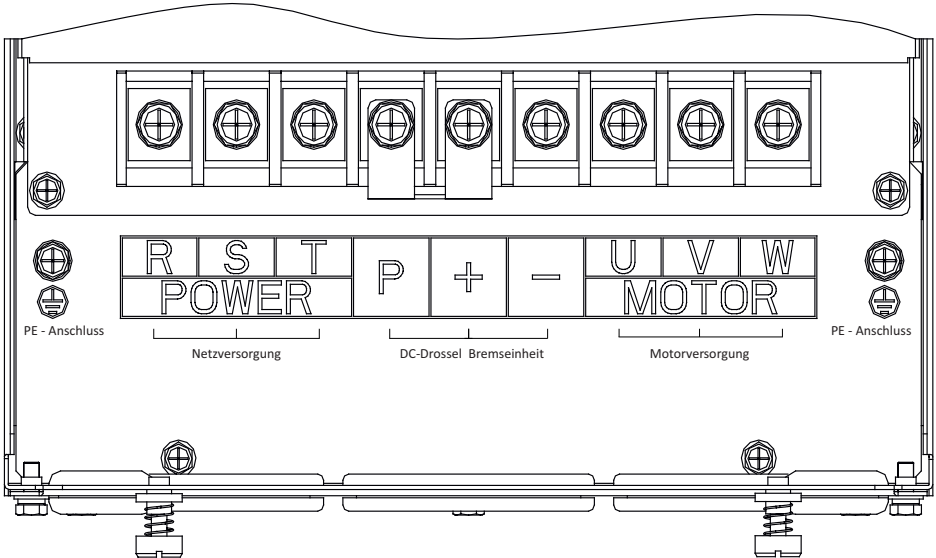 R S T P + - U V W
POWER MOTOR
PE - Anschluss PE - Anschluss
Netzversorgung DC-Drossel Bremseinheit Motorversorgung